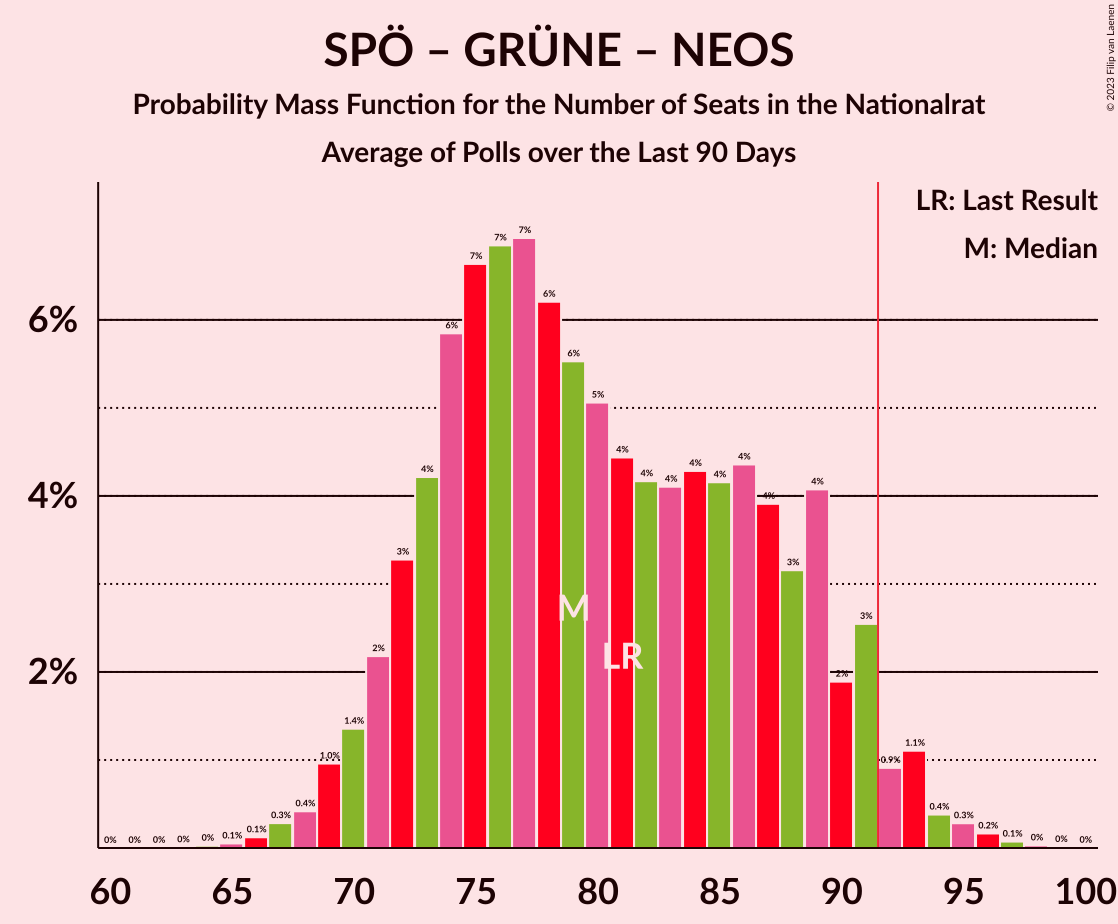 SPÖ – GRÜNE – NEOS
Probability Mass Function for the Number of Seats in the Nationalrat
Average of Polls over the Last 90 Days
© 2023 Filip van Laenen
LR: Last Result
M: Median
6%
4%
2%
0% 0% 0% 0% 0% 0.1% 0.1% 0.3% 0.4% 1.0% 1.4% 2% 3% 4% 6% 7% 7% 7% 6% 6% 5% 4% 4% 4% 4% 4% 4% 4% 3% 4% 2% 3% 0.9% 1.1% 0.4% 0.3% 0.2% 0.1% 0% 0% 0%
M
LR
60 65 70 75 80 85 90 95 100